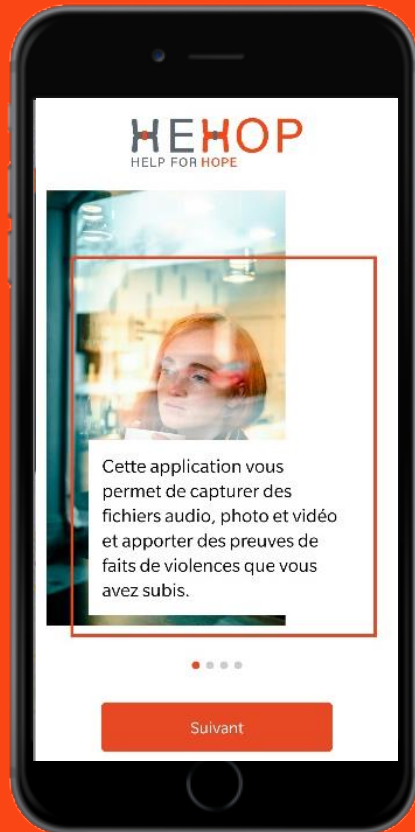 HEHOP
HELP FOR HOPE
Cette application vous
permet de capturer des
fichiers audio, photo et vidéo
et apporter des preuves de
faits de violences que vous
avez subis.
Suivant